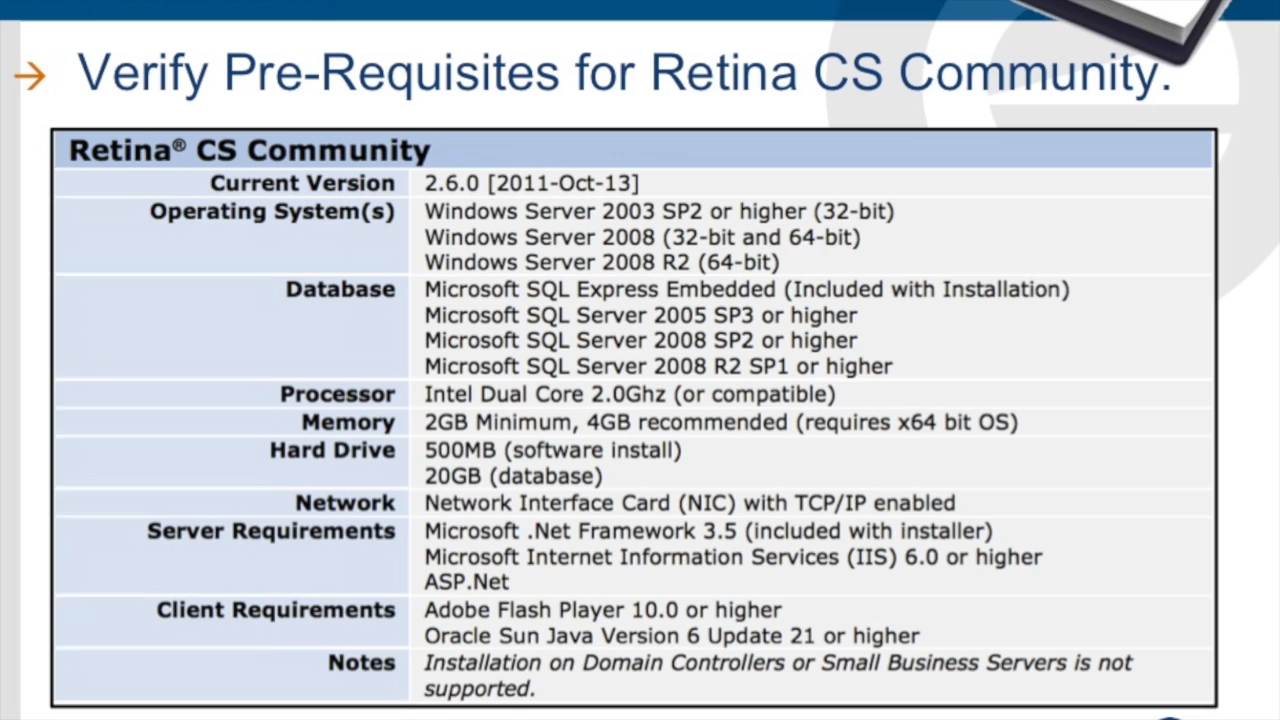 → Verify Pre-Requisites for Retina CS Community.
Retina® CS Community
Current Version 2.6.0 [2011-Oct-13]
Operating System(s) Windows Server 2003 SP2 or higher (32-bit)
Windows Server 2008 (32-bit and 64-bit)
Windows Server 2008 R2 (64-bit)
Database Microsoft SQL Express Embedded (Included with Installation)
Microsoft SQL Server 2005 SP3 or higher
Microsoft SQL Server 2008 SP2 or higher
Microsoft SQL Server 2008 R2 SP1 or higher
Processor Intel Dual Core 2.0Ghz (or compatible)
Memory 2GB Minimum, 4GB recommended (requires x64 bit OS)
Hard Drive 500MB (software install)
20GB (database)
Network Network Interface Card (NIC) with TCP/IP enabled
Server Requirements Microsoft .Net Framework 3.5 (included with installer)
Microsoft Internet Information Services (IIS) 6.0 or higher
ASP.Net
Client Requirements Adobe Flash Player 10.0 or higher
Oracle Sun Java Version 6 Update 21 or higher
Notes Installation on Domain Controllers or Small Business Servers is not
supported.